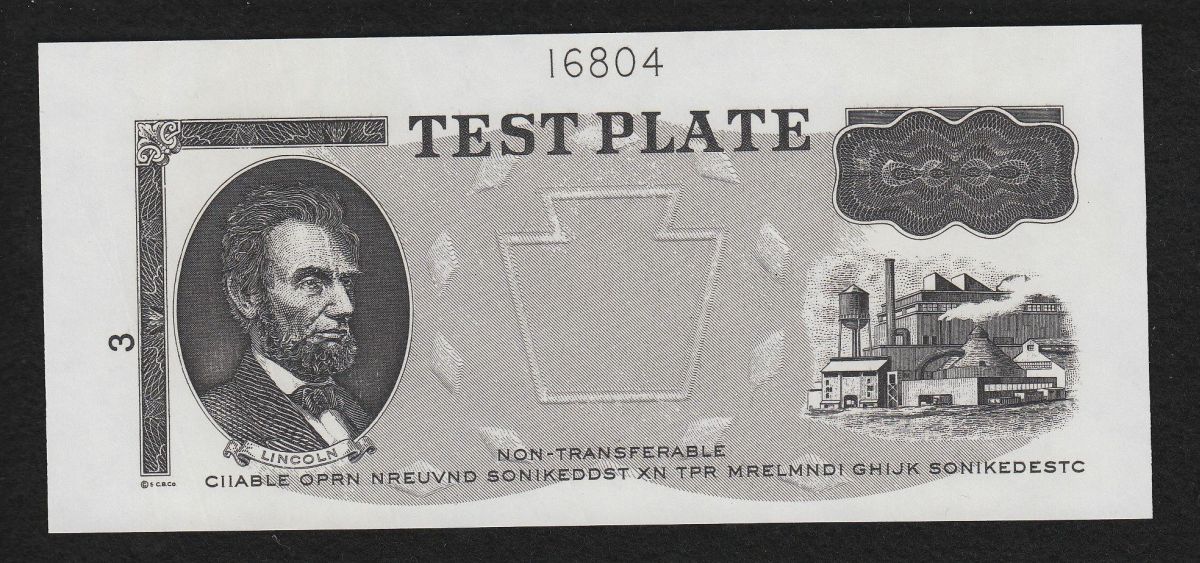 16804
TEST PLATE
3
LINCOLN
NON-TRANSFERABLE
CIIABLE OPRN NREUVND SONIKEDDST XN TPR MRELMNDI GHIJK SONIKEDESTC